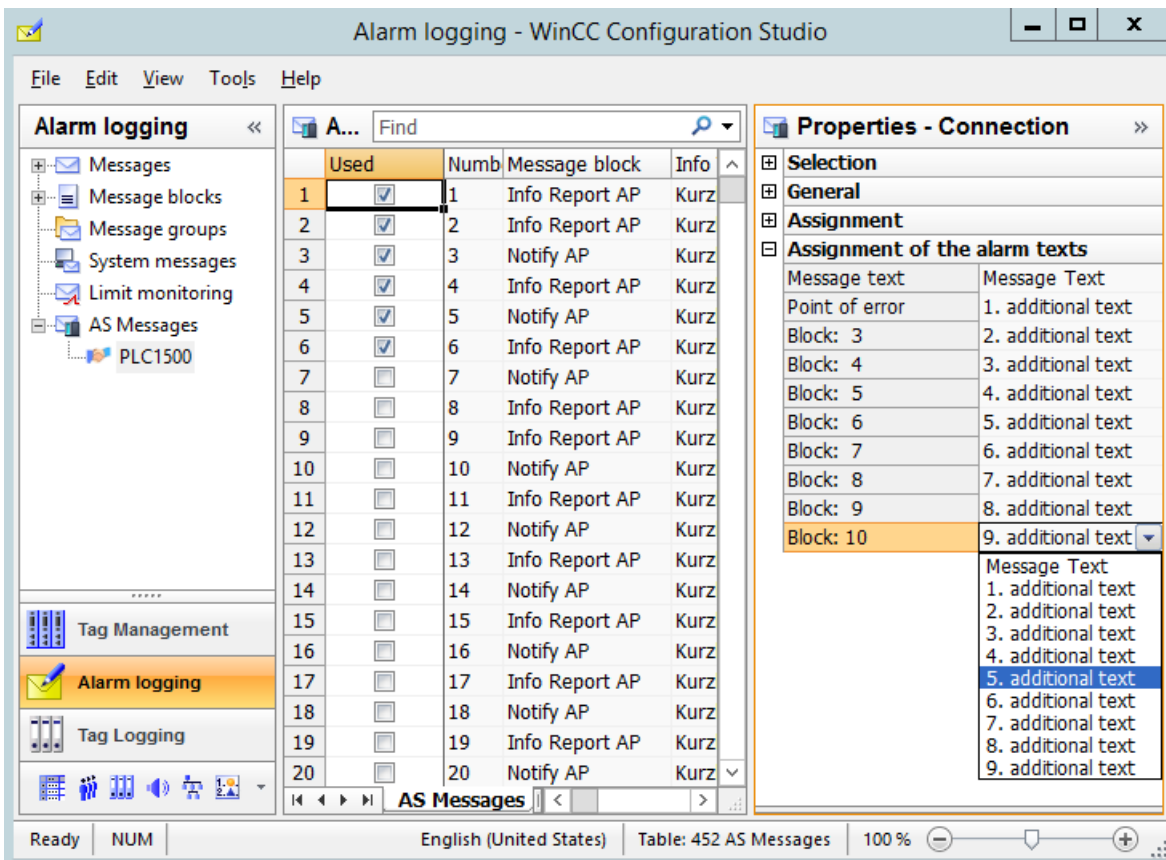 Alarm logging - WinCC Configuration Studio
File Edit View Tools Help
Alarm logging «
Messages
Message blocks
Message groups
System messages
Limit monitoring
AS Messages
PLC1500
Tag Management
Alarm logging
Tag Logging
A... Find
Used Numb Message block Info
1 1 Info Report AP Kurz
2 2 Info Report AP Kurz
3 3 Notify AP Kurz
4 4 Info Report AP Kurz
5 5 Notify AP Kurz
6 6 Info Report AP Kurz
7 7 Notify AP Kurz
8 8 Info Report AP Kurz
9 9 Info Report AP Kurz
10 10 Notify AP Kurz
11 11 Info Report AP Kurz
12 12 Notify AP Kurz
13 13 Info Report AP Kurz
14 14 Notify AP Kurz
15 15 Info Report AP Kurz
16 16 Notify AP Kurz
17 17 Info Report AP Kurz
18 18 Notify AP Kurz
19 19 Info Report AP Kurz
20 20 Notify AP Kurz
AS Messages
Properties - Connection »
Selection
General
Assignment
Assignment of the alarm texts
Message text Message Text
Point of error 1. additional text
Block: 3 2. additional text
Block: 4 3. additional text
Block: 5 4. additional text
Block: 6 5. additional text
Block: 7 6. additional text
Block: 8 7. additional text
Block: 9 8. additional text
Block: 10 9. additional text
Message Text
1. additional text
2. additional text
3. additional text
4. additional text
5. additional text
6. additional text
7. additional text
8. additional text
9. additional text
Ready NUM English (United States) Table: 452 AS Messages 100 %